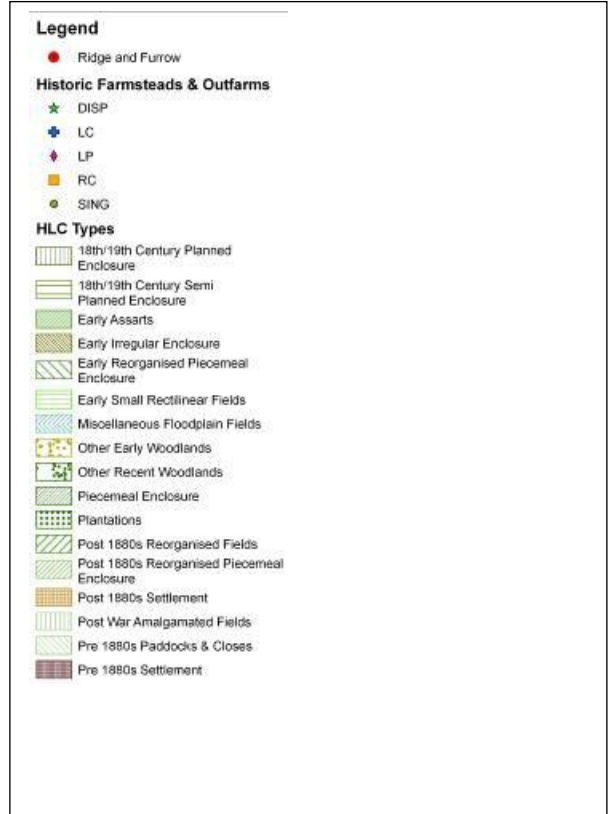 Legend
Ridge and Furrow
Historic Farmsteads & Outfarms
DISP
LC
LP
RC
SING
HLC Types
18th/19th Century Planned
Enclosure
18th/19th Century Semi
Planned Enclosure
Early Assarts
Early Irregular Enclosure
Early Reorganised Piecemeal
Enclosure
Early Small Rectilinear Fields
Miscellaneous Floodplain Fields
Other Early Woodlands
Other Recent Woodlands
Piecemeal Enclosure
Plantations
Post 1880s Reorganised Fields
Post 1880s Reorganised Piecemeal
Enclosure
Post 1880s Settlement
Post War Amalgamated Fields
Pre 1880s Paddocks & Closes
Pre 1880s Settlement